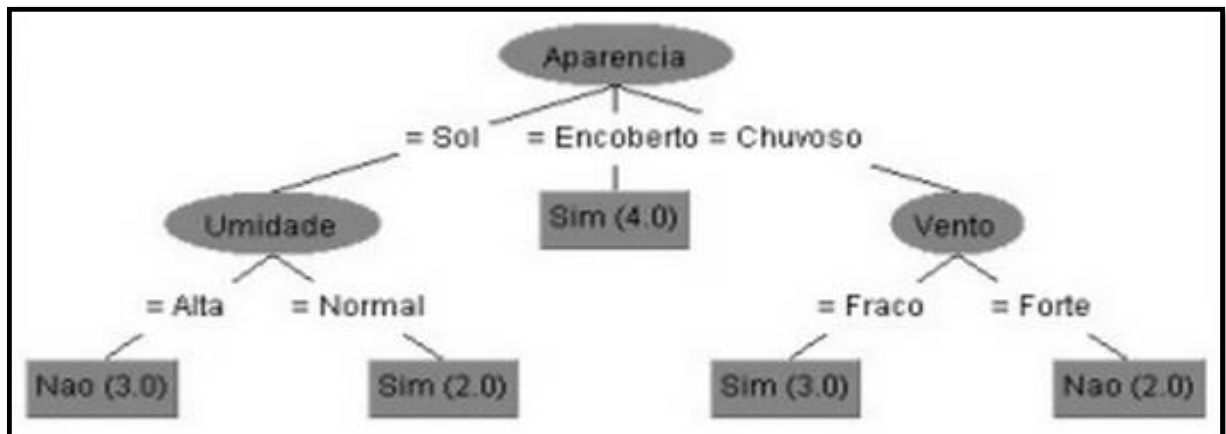 Aparencia
= Sol
= Encoberto
= Chuvoso
Umidade
Sim (4.0)
Vento
= Alta
= Normal
= Fraco
= Forte
Nao (3.0)
Sim (2.0)
Sim (3.0)
Nao (2.0)